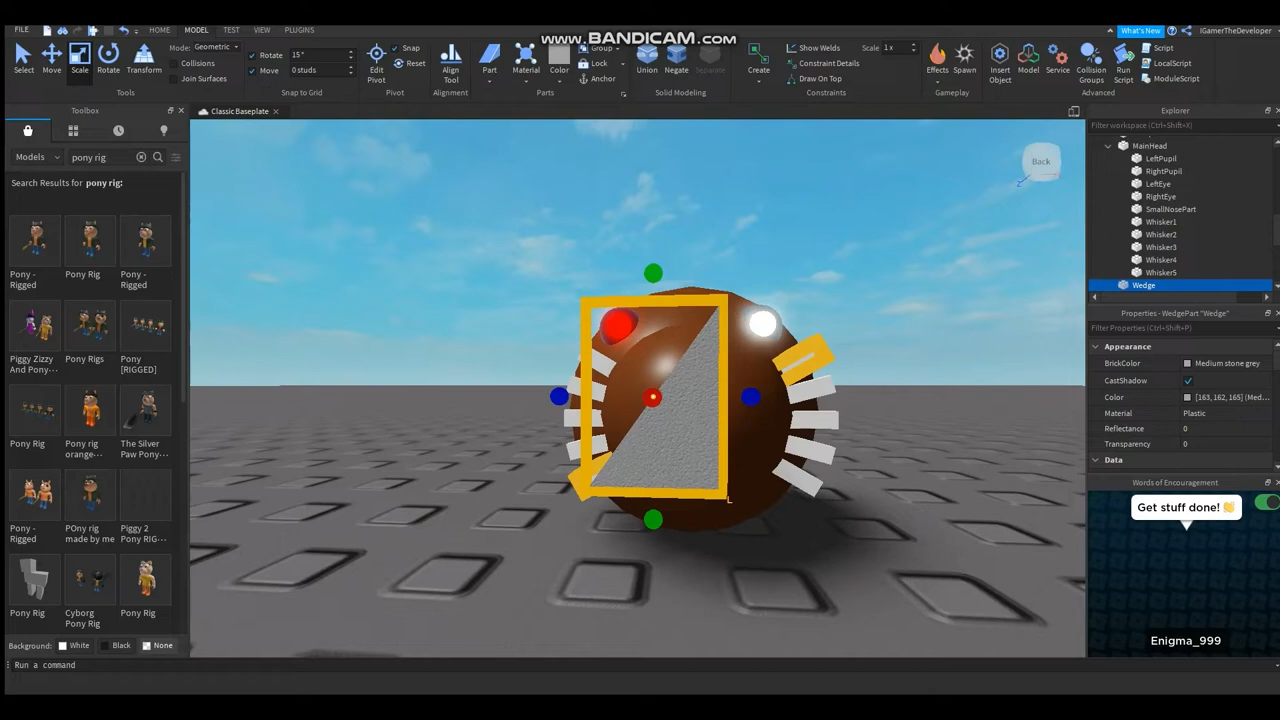 www.BANDICAM.com
FILE MODEL TEST VIEW PLUGINS
What's New IGamerTheDeveloper
Select Move Scale Rotate Transform
Mode: Geometric
Collisions
Join Surfaces
Tools
Rotate 15°
Move 0 studs
Snap to Grid
Edit Pivot
Snap
Reset
Pivot
Align Tool
Alignment
Part Material Color
Group
Lock
Anchor
Parts
Union Negate Separate
Solid Modeling
Create
Show Welds Scale 1x
Constraint Details
Draw On Top
Constraints
Effects Spawn
Gameplay
Insert Object
Model
Service
Collision Groups
Run Script
Script
LocalScript
ModuleScript
Advanced
Toolbox
Classic Baseplate
Explorer
Filter workspace (Ctrl+Shift+X)
Models pony rig
Search Results for pony rig:
Pony - Rigged
Pony Rig
Pony - Rigged
Piggy Zizzy And Pony...
Pony Rigs
Pony [RIGGED]
Pony Rig
Pony rig orange...
The Silver Paw Pony...
Pony - Rigged
POny rig made by me
Piggy 2 Pony RIG...
Pony Rig
Cyborg Pony Rig
Pony Rig
Background: White Black None
Run a command
Back
L
MainHead
LeftPupil
RightPupil
LeftEye
RightEye
SmallNosePart
Whisker1
Whisker2
Whisker3
Whisker4
Whisker5
Wedge
Properties - WedgePart "Wedge"
Filter Properties (Ctrl+Shift+P)
Appearance
BrickColor Medium stone grey
CastShadow
Color [163, 162, 165] (Med...
Material Plastic
Reflectance 0
Transparency 0
Data
Words of Encouragement
Get stuff done! 👏
Enigma_999